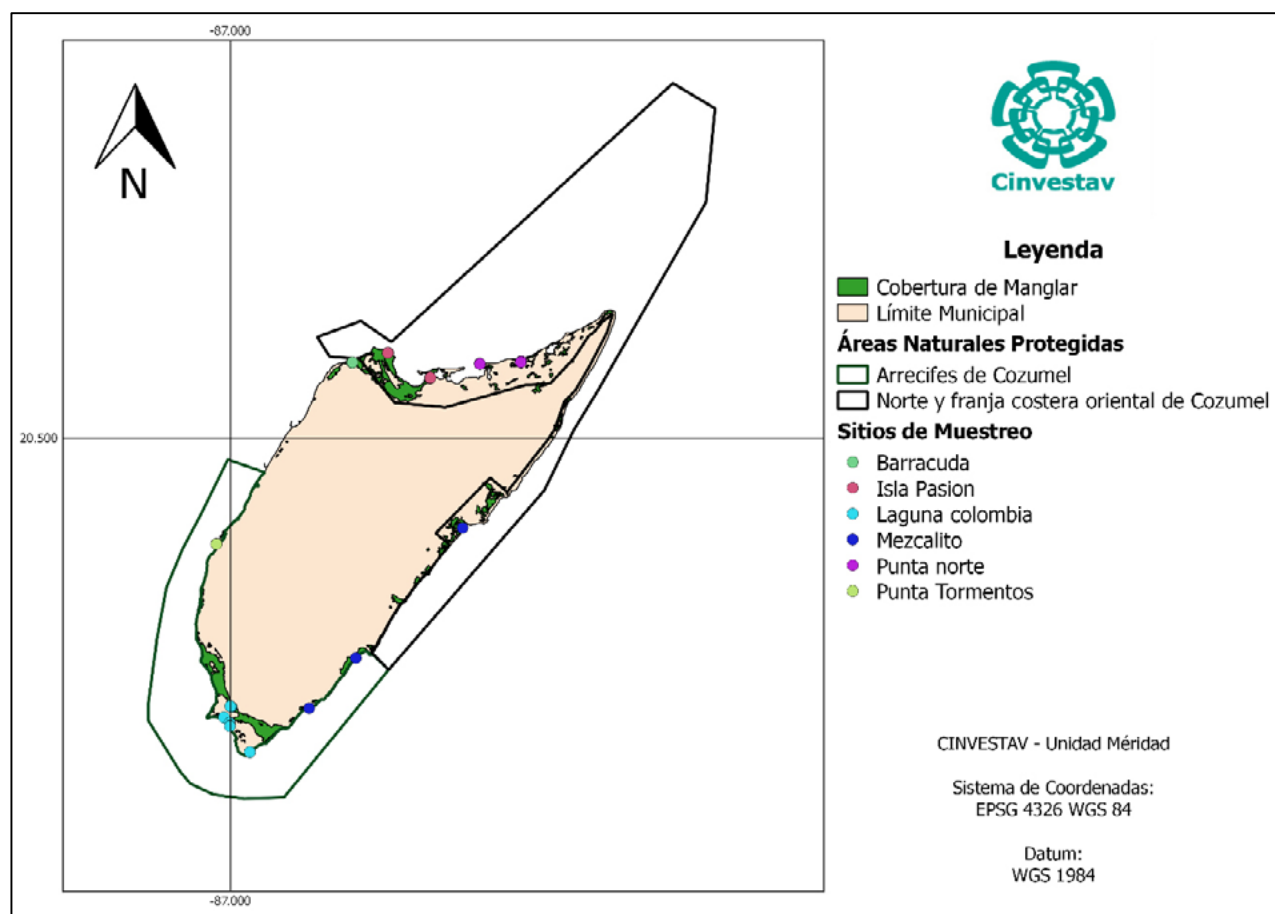 -87.000
N
20.500
-87.000
Cinvestav
Leyenda
Cobertura de Manglar
Límite Municipal
Áreas Naturales Protegidas
Arrecifes de Cozumel
Norte y franja costera oriental de Cozumel
Sitios de Muestreo
Barracuda
Isla Pasion
Laguna colombia
Mezcalito
Punta norte
Punta Tormentos
CINVESTAV - Unidad Méridad
Sistema de Coordenadas:
EPSG 4326 WGS 84
Datum:
WGS 1984